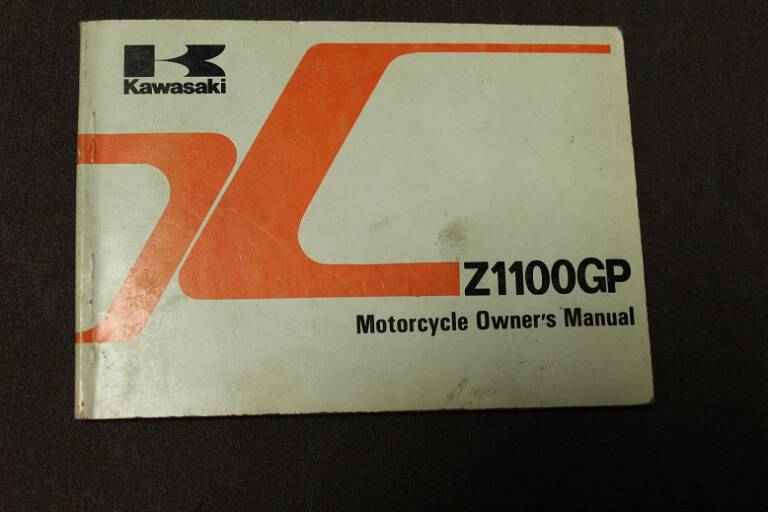 Kawasaki
Z1100GP
Motorcycle Owner's Manual